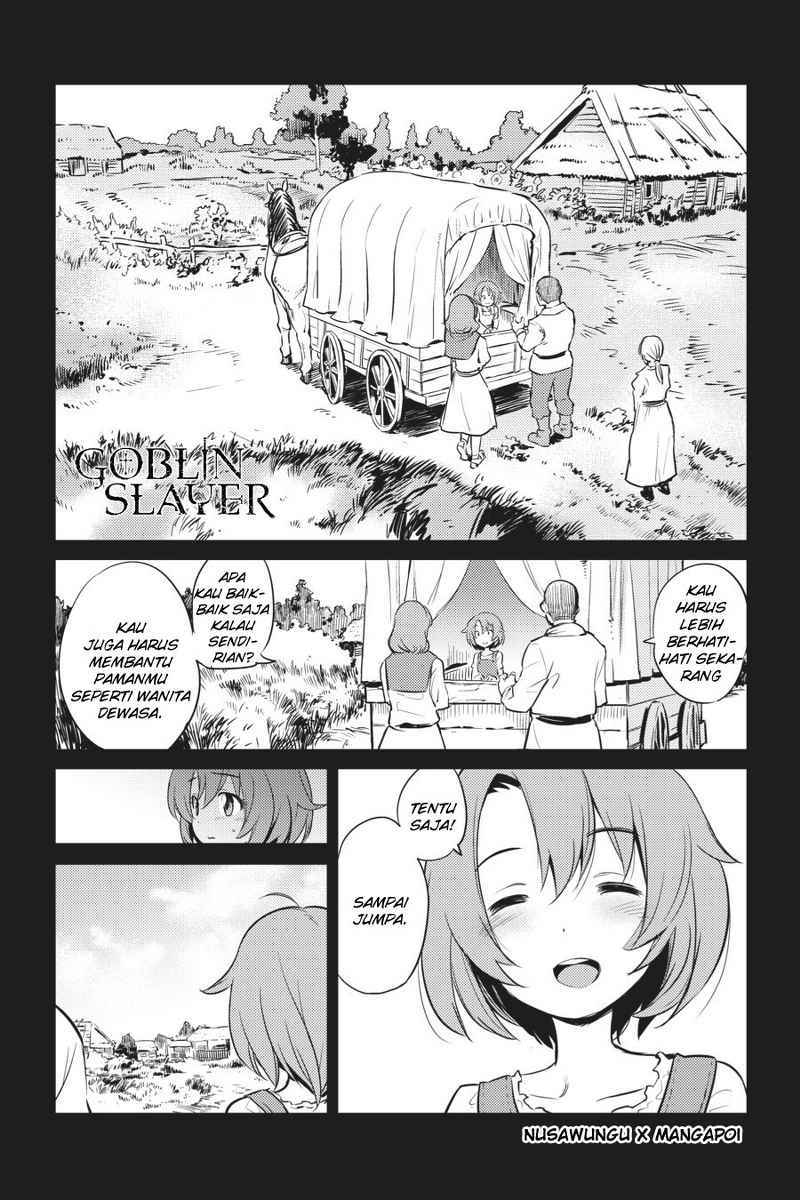 GOBLIN
SLAYER
KAU
HARUS
LEBIH
BERHATI-
HATI SEKA-
RANG
APA
KAU BAIK-
BAIK SAJA
KALAU
SENDI-
RIAN?
KAU
JUGA HARUS
MEMBANTU
PAMANMU
SEPERTI WANITA
DEWASA.
TENTU
SAJA!
SAMPAI
JUMPA.
NUSAWUNGU X MANGAPOI